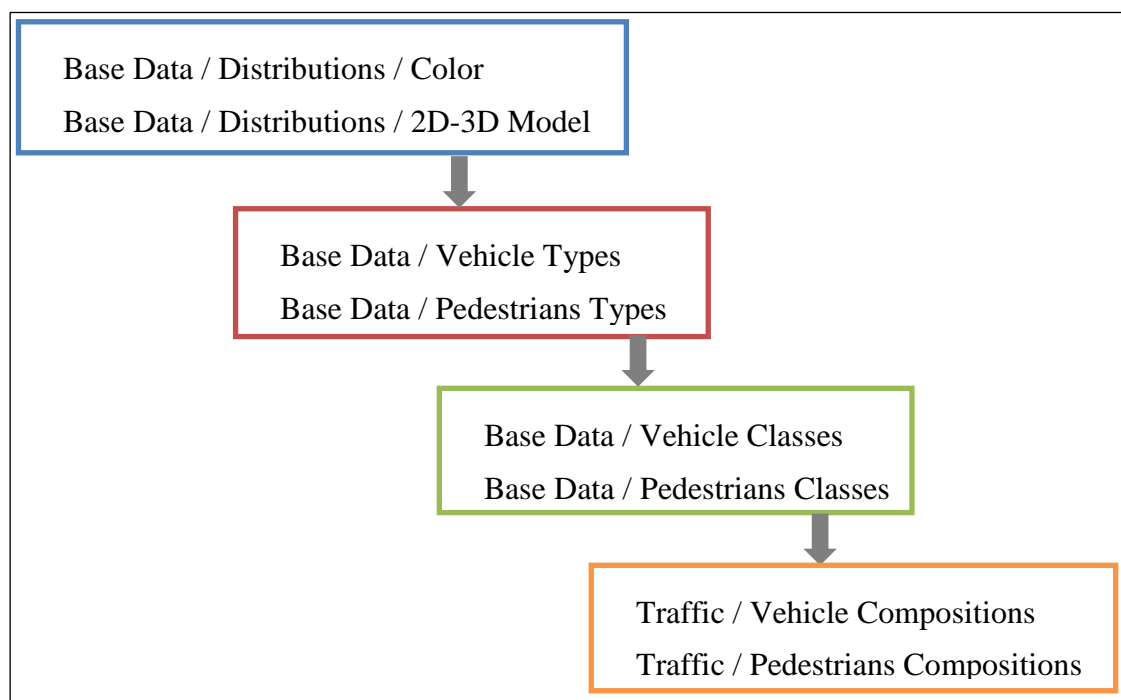 Base Data / Distributions / Color
Base Data / Distributions / 2D-3D Model
Base Data / Vehicle Types
Base Data / Pedestrians Types
Base Data / Vehicle Classes
Base Data / Pedestrians Classes
Traffic / Vehicle Compositions
Traffic / Pedestrians Compositions